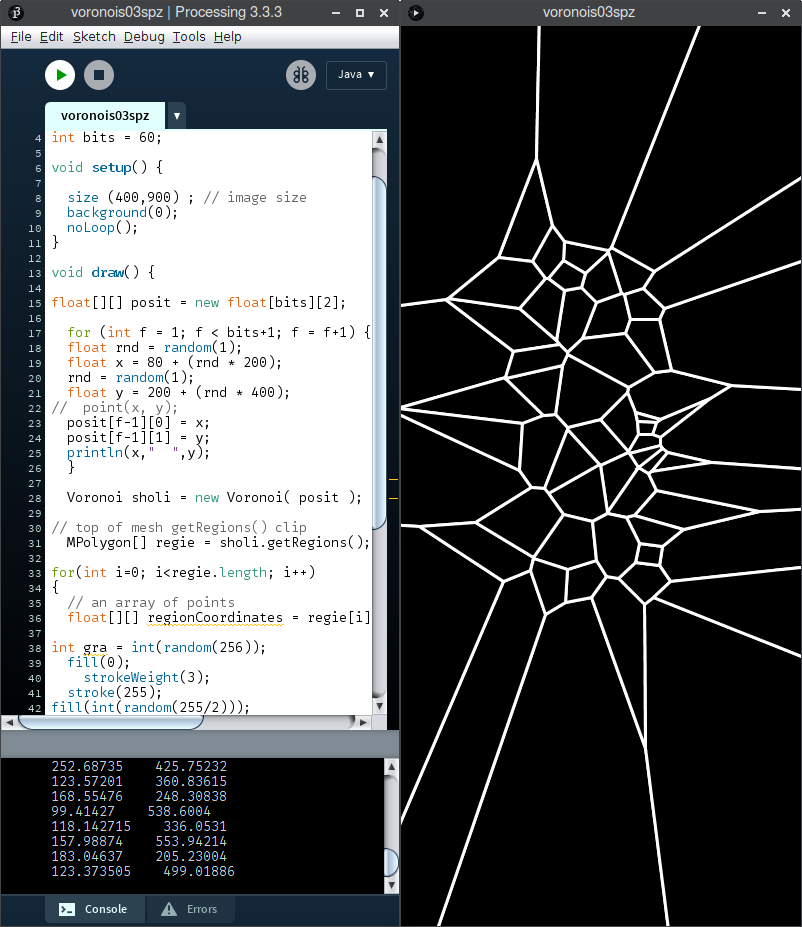 voronois03spz | Processing 3.3.3
File Edit Sketch Debug Tools Help
Java ▼
voronois03spz ▼
4 int bits = 60;
5
6 void setup() {
7
8 size (400,900) ; // image size
9 background(0);
10 noLoop();
11 }
12
13 void draw() {
14
15 float[][] posit = new float[bits][2];
16
17 for (int f = 1; f < bits+1; f = f+1) {
18 float rnd = random(1);
19 float x = 80 + (rnd * 200);
20 rnd = random(1);
21 float y = 200 + (rnd * 400);
22 // point(x, y);
23 posit[f-1][0] = x;
24 posit[f-1][1] = y;
25 println(x,"  ",y);
26 }
27
28 Voronoi sholi = new Voronoi( posit );
29
30 // top of mesh getRegions() clip
31 MPolygon[] regie = sholi.getRegions();
32
33 for(int i=0; i<regie.length; i++)
34 {
35 // an array of points
36 float[][] regionCoordinates = regie[i]
37
38 int gra = int(random(256));
39 fill(0);
40 strokeWeight(3);
41 stroke(255);
42 fill(int(random(255/2)));
252.68735 425.75232
123.57201 360.83615
168.55476 248.30838
99.41427 538.6004
118.142715 336.0531
157.98874 553.94214
183.04637 205.23004
123.373505 499.01886
Console Errors
voronois03spz